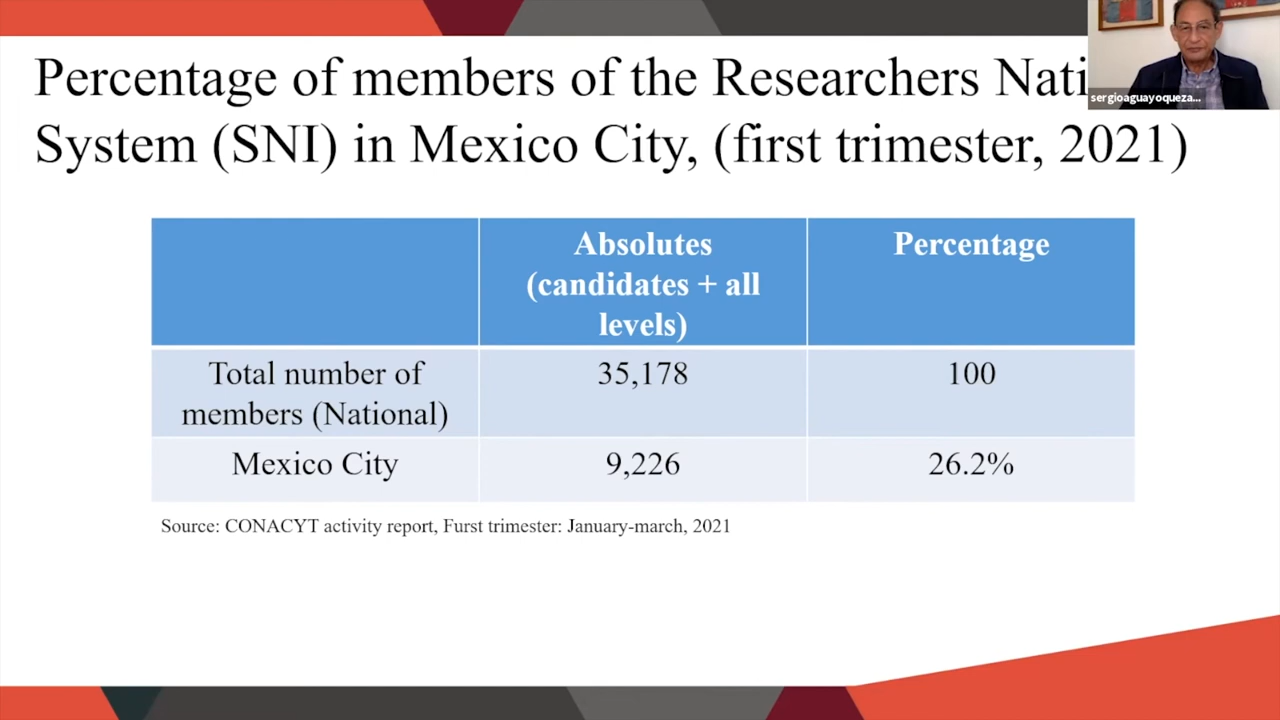 Percentage of members of the Researchers Nati
sergioaguayoqueza...
System (SNI) in Mexico City, (first trimester, 2021)
Absolutes
(candidates + all
levels)
Percentage
Total number of
members (National)
35,178
100
Mexico City
9,226
26.2%
Source: CONACYT activity report, Furst trimester: January-march, 2021